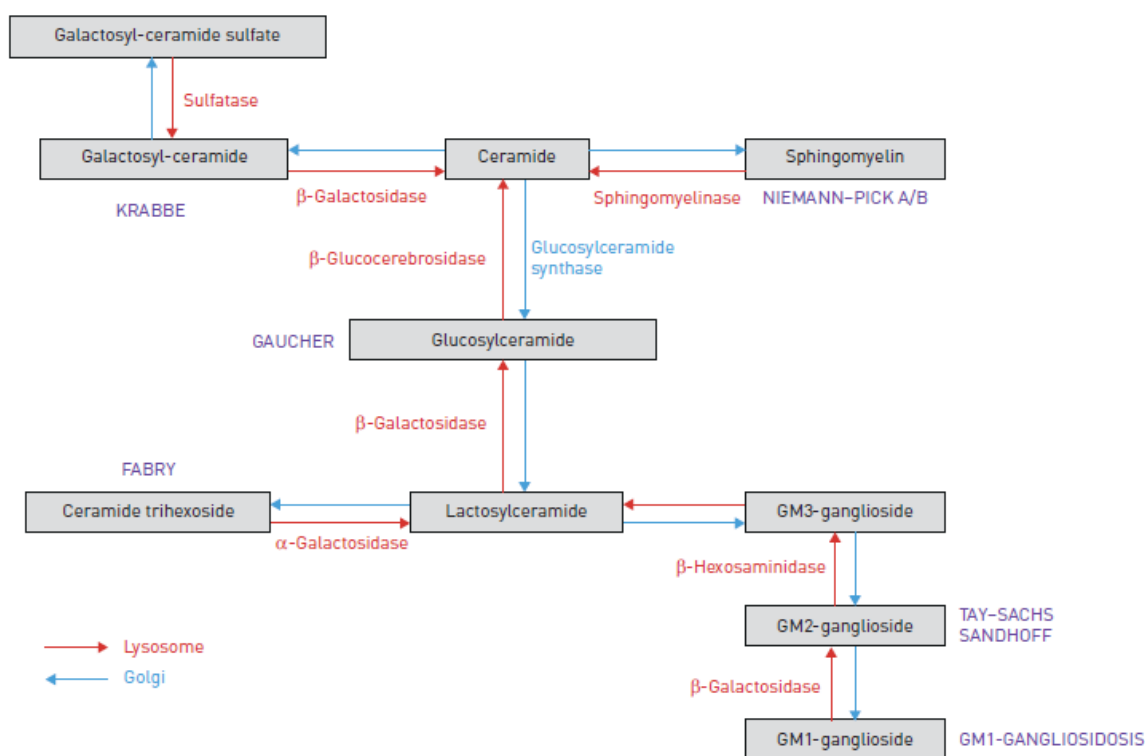 Galactosyl-ceramide sulfate
Sulfatase
Galactosyl-ceramide
Ceramide
Sphingomyelin
β-Galactosidase
Sphingomyelinase
KRABBE
NIEMANN–PICK A/B
β-Glucocerebrosidase
Glucosylceramide
synthase
GAUCHER
Glucosylceramide
β-Galactosidase
FABRY
Ceramide trihexoside
Lactosylceramide
GM3-ganglioside
α-Galactosidase
β-Hexosaminidase
GM2-ganglioside
TAY–SACHS
SANDHOFF
Lysosome
Golgi
β-Galactosidase
GM1-ganglioside
GM1-GANGLIOSIDOSIS